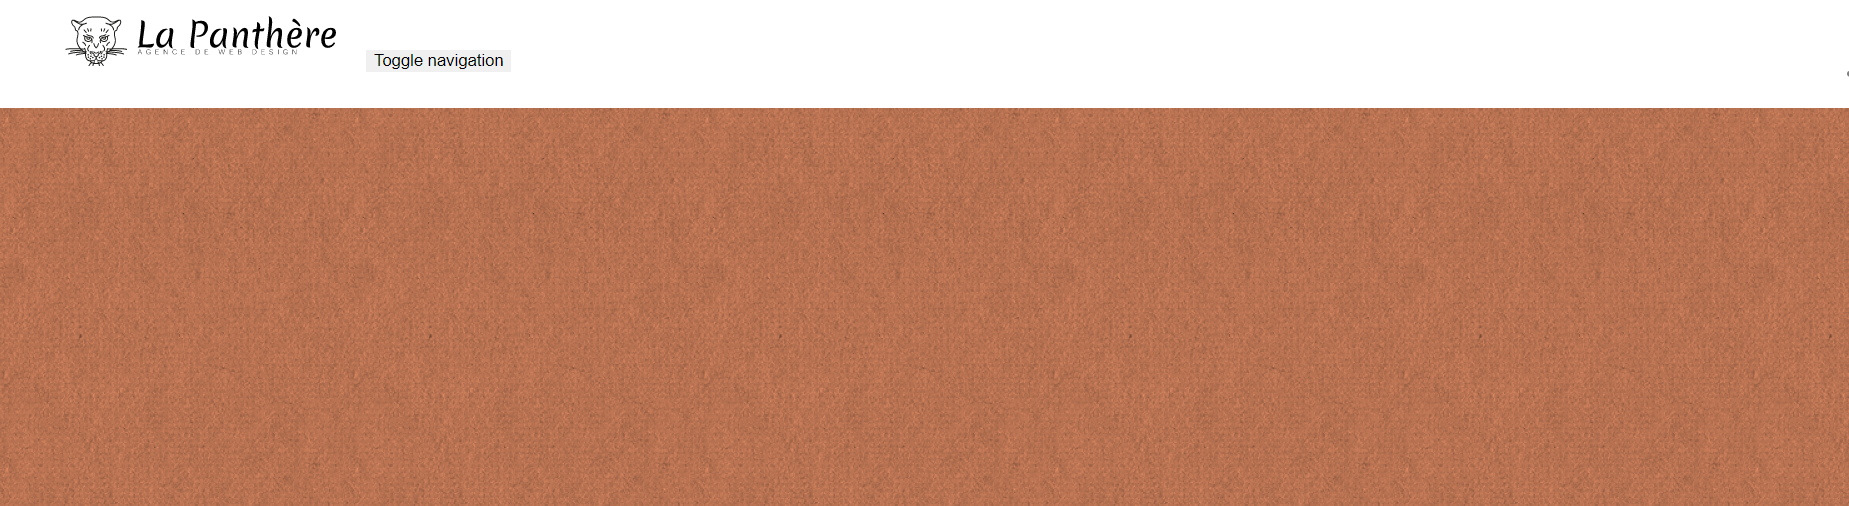 La Panthère
AGENCE DE WEB DESIGN
Toggle navigation